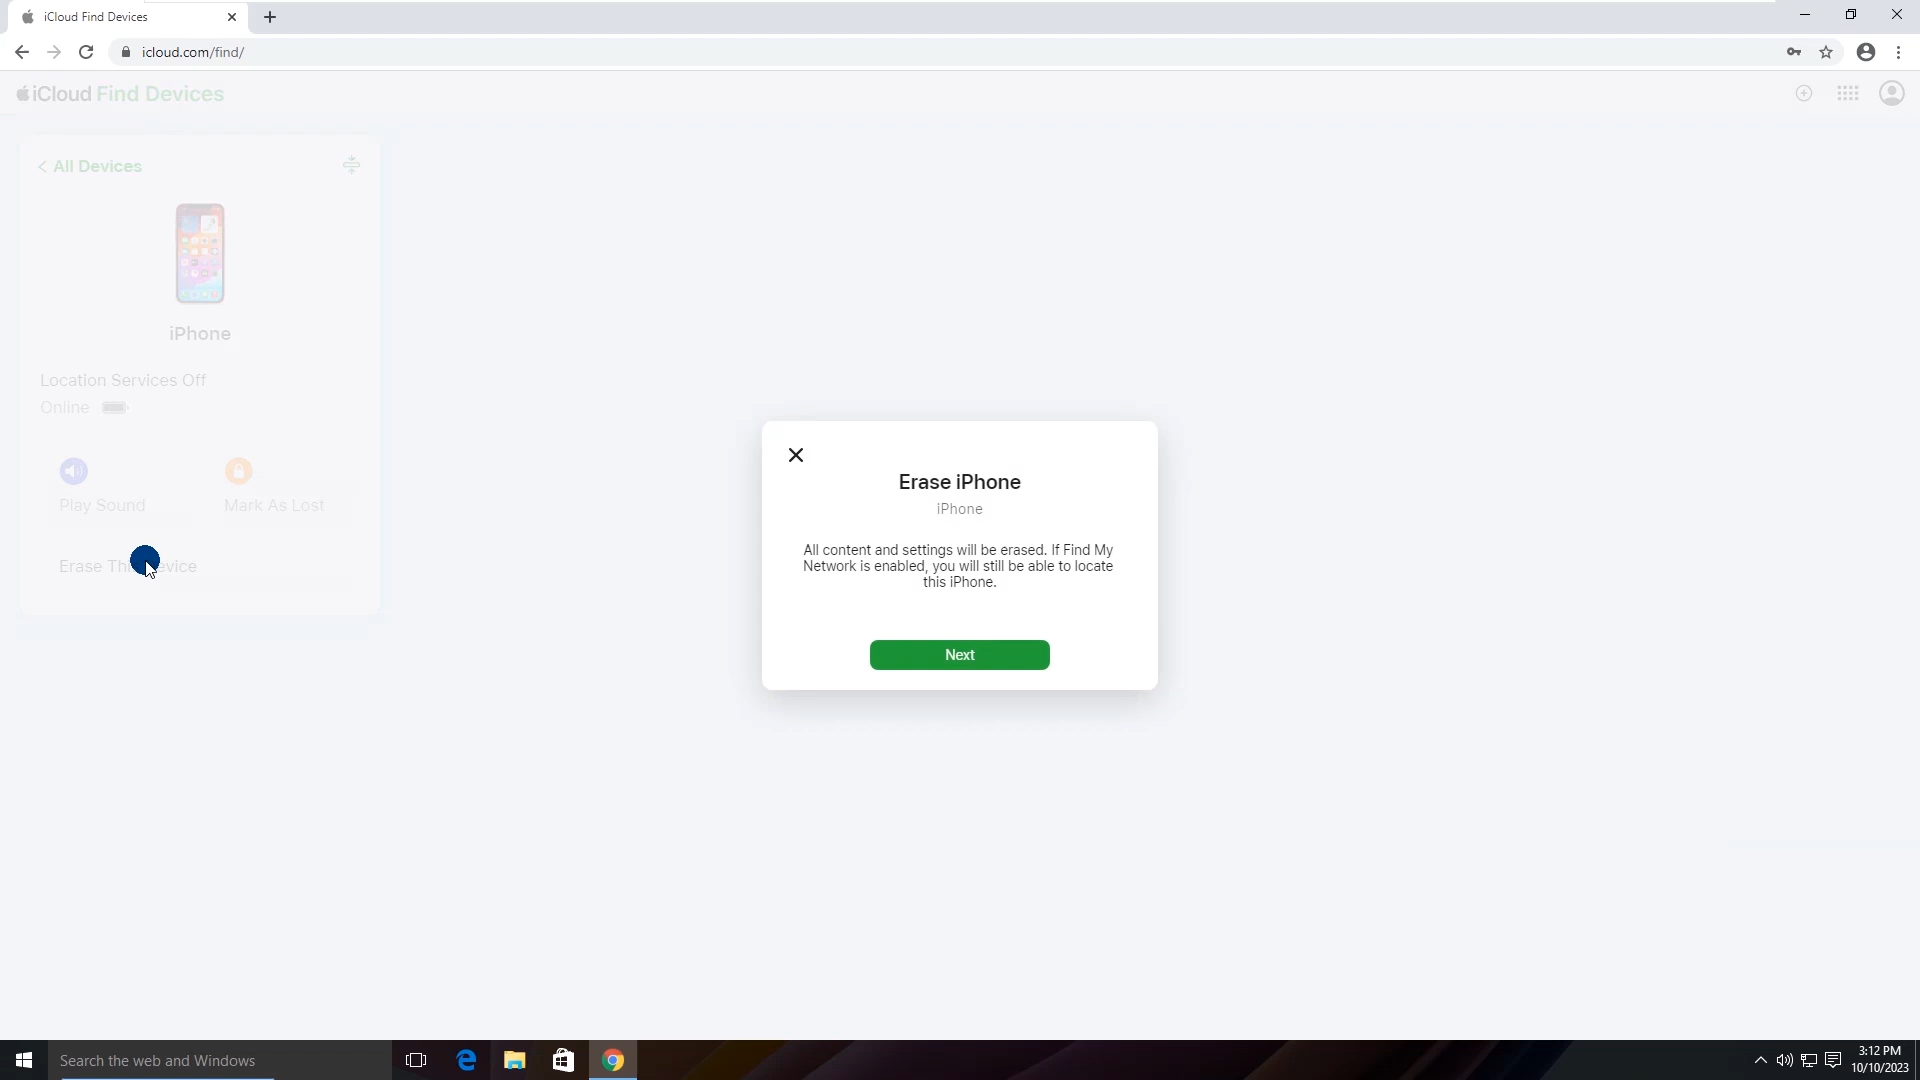 iCloud Find Devices
icloud.com/find/
iCloud Find Devices
All Devices
iPhone
Location Services Off
Online
Play Sound
Mark As Lost
Erase This Device
Erase iPhone
iPhone
All content and settings will be erased. If Find My
Network is enabled, you will still be able to locate
this iPhone.
Next
Search the web and Windows
3:12 PM
10/10/2023